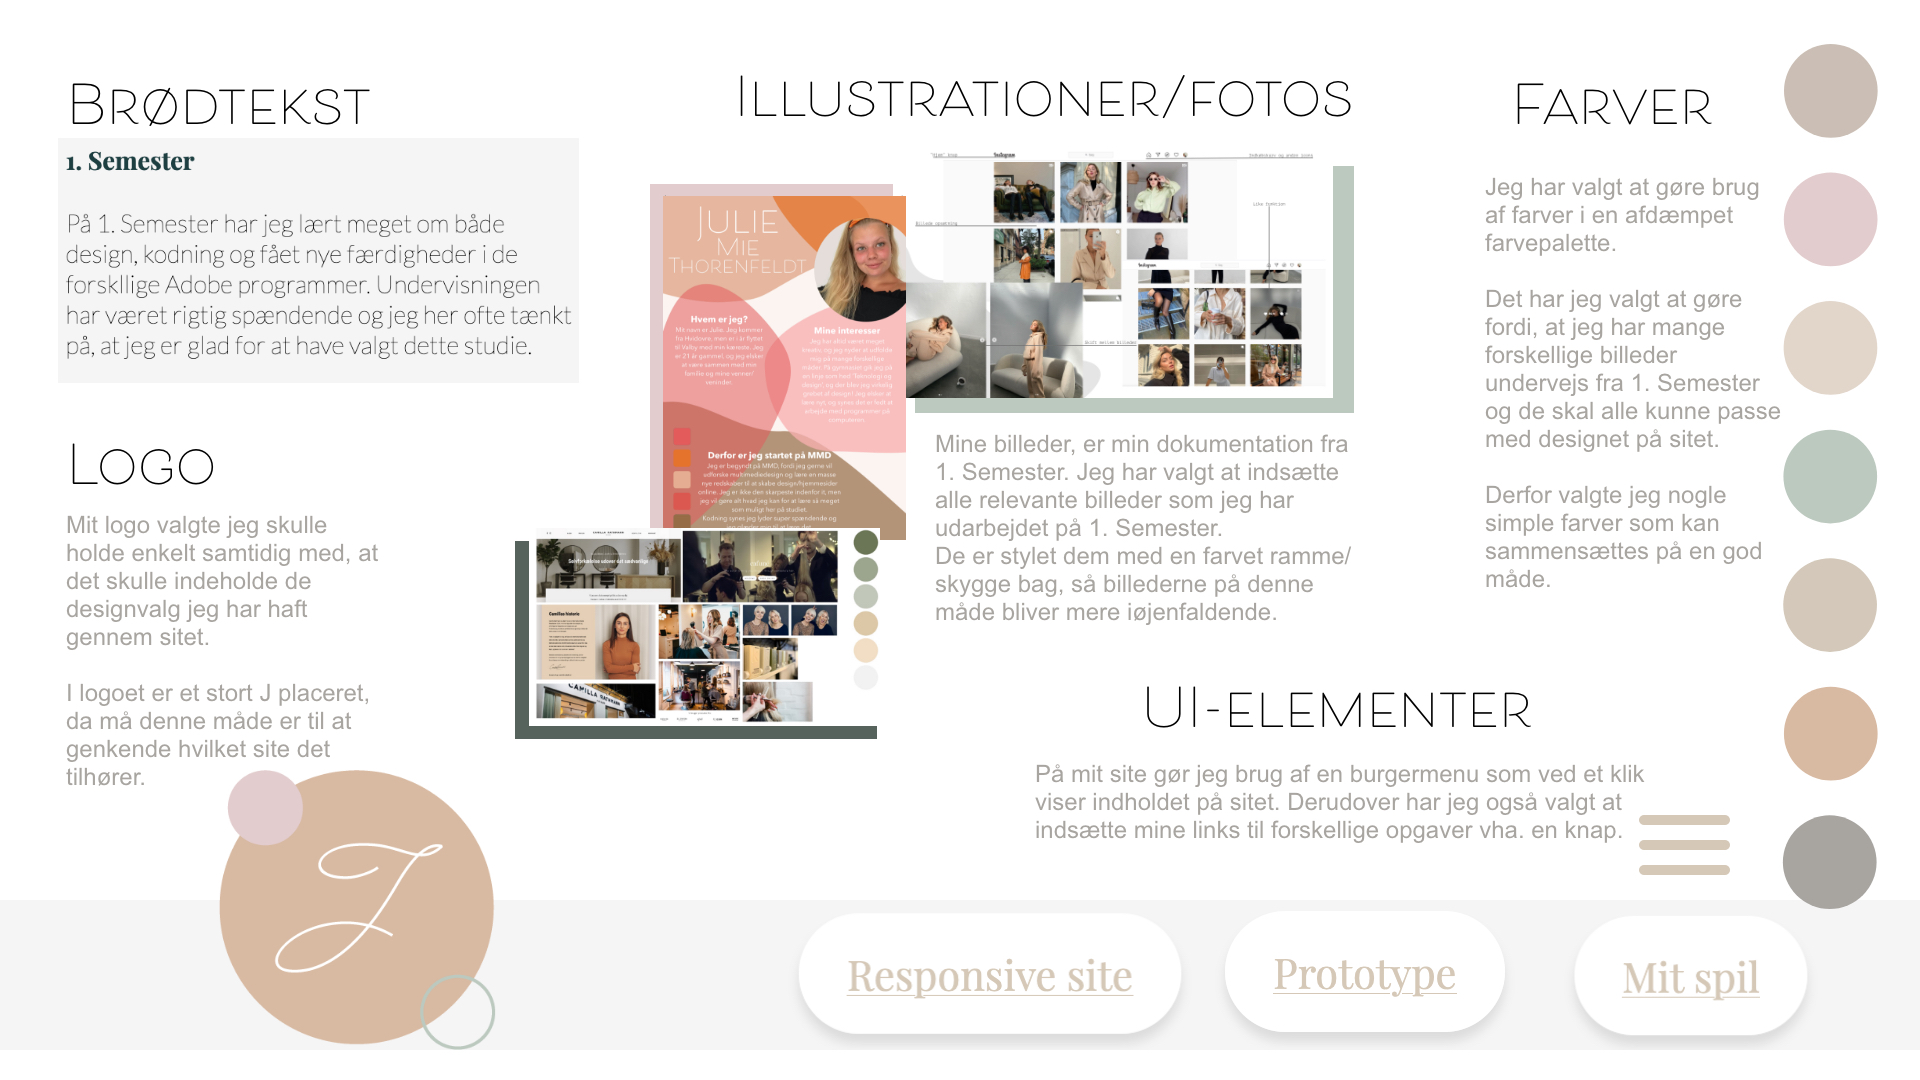 BRØDTEKST
1. Semester
På 1. Semester har jeg lært meget om både
design, kodning og fået nye færdigheder i de
forskllige Adobe programmer. Undervisningen
har været rigtig spændende og jeg her ofte tænkt
på, at jeg er glad for at have valgt dette studie.
LOGO
Mit logo valgte jeg skulle
holde enkelt samtidig med, at
det skulle indeholde de
designvalg jeg har haft
gennem sitet.
I logoet er et stort J placeret,
da må denne måde er til at
genkende hvilket site det
tilhører.
J
ILLUSTRATIONER/FOTOS
JULIE
MIE
THORENFELDT
Hvem er jeg?
Mine interesser
Derfor er jeg startet på MMD
Instagram
Billede opsætning
Like funktion
Instagram
Camillas historie
Mine billeder, er min dokumentation fra
1. Semester. Jeg har valgt at indsætte
alle relevante billeder som jeg har
udarbejdet på 1. Semester.
De er stylet dem med en farvet ramme/
skygge bag, så billederne på denne
måde bliver mere iøjenfaldende.
FARVER
Jeg har valgt at gøre brug
af farver i en afdæmpet
farvepalette.
Det har jeg valgt at gøre
fordi, at jeg har mange
forskellige billeder
undervejs fra 1. Semester
og de skal alle kunne passe
med designet på sitet.
Derfor valgte jeg nogle
simple farver som kan
sammensættes på en god
måde.
UI-ELEMENTER
På mit site gør jeg brug af en burgermenu som ved et klik
viser indholdet på sitet. Derudover har jeg også valgt at
indsætte mine links til forskellige opgaver vha. en knap.
Responsive site
Prototype
Mit spil